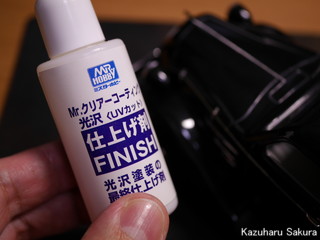 MR
HOBBY
Mr.クリアーコーティン
光沢〈UVカット〉
仕上げ剤
FINISH
光沢塗装の
最終仕上げ剤
Kazuharu Sakura